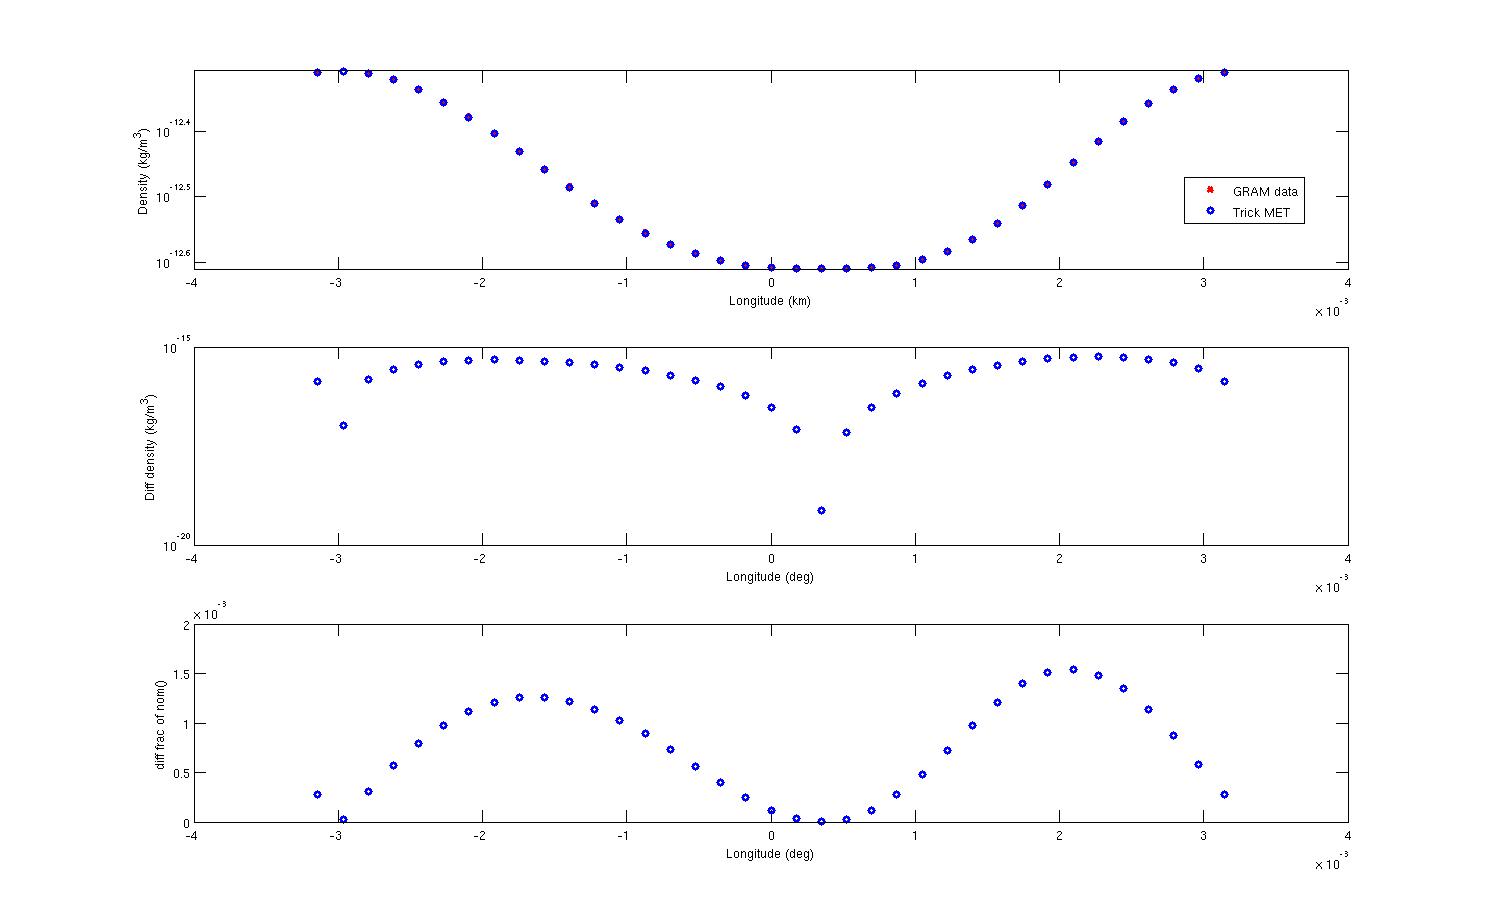 Density (kg/m³)
10^-12.4
10^-12.5
10^-12.6
GRAM data
Trick MET
-4 -3 -2 -1 0 1 2 3 4
Longitude (km)
x 10^-3
Diff density (kg/m³)
10^-15
10^-20
-4 -3 -2 -1 0 1 2 3 4
Longitude (deg)
x 10^-3
x 10^-3
diff frac of nom()
2
1.5
1
0.5
0
-4 -3 -2 -1 0 1 2 3 4
Longitude (deg)
x 10^-3